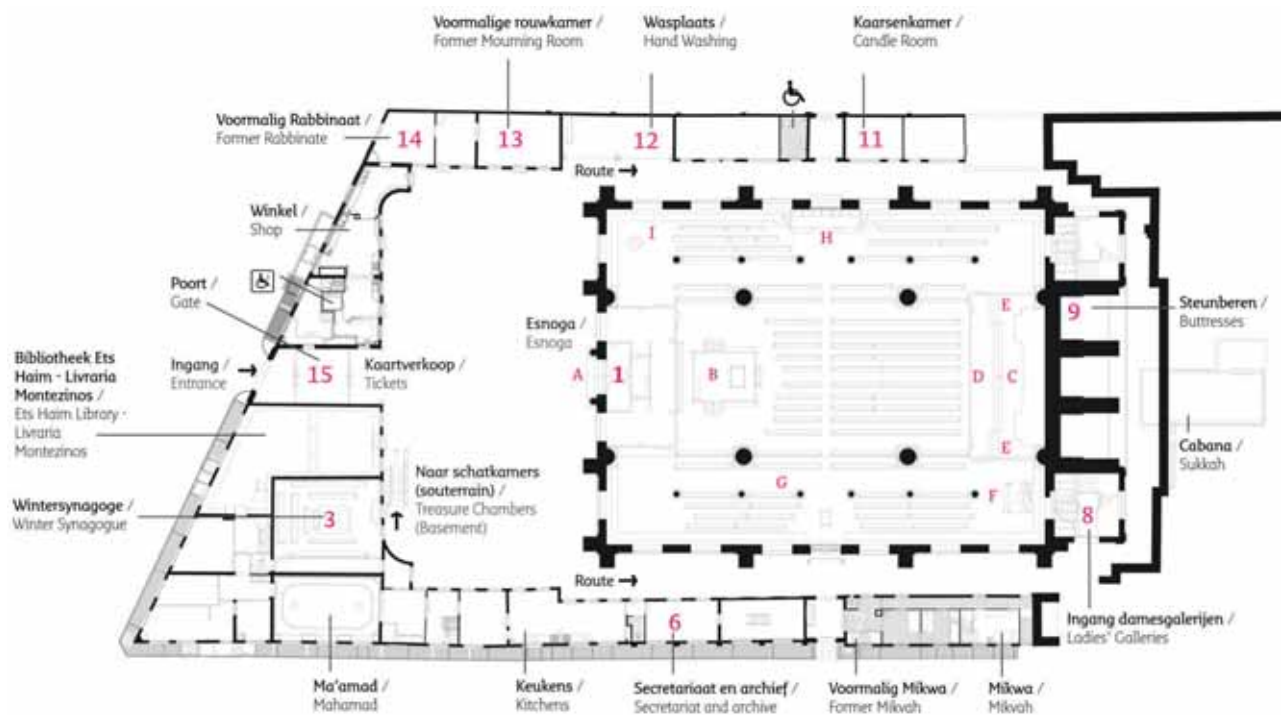 Voormalige rouwkamer /
Former Mourning Room
Wasplaats /
Hand Washing
Kaarsenkamer /
Candle Room
Voormalig Rabbinaat /
Former Rabbinate
14
13
12
11
Route →
Winkel /
Shop
I
H
Poort /
Gate
E
9
Steunberen /
Buttresses
Esnoga /
Esnoga
Ingang /
Entrance
→
15
Kaartverkoop /
Tickets
A
1
B
D
C
Bibliotheek Ets
Haim - Livraria
Montezinos /
Ets Haim Library -
Livraria
Montezinos
E
Cabana /
Sukkah
Naar schatkamers
(souterrain) /
Treasure Chambers
(Basement)
↑
G
F
Wintersynagoge /
Winter Synagogue
3
8
Route →
6
Ingang damesgalerijen /
Ladies' Galleries
Ma'amad /
Mahamad
Keukens /
Kitchens
Secretariaat en archief /
Secretariat and archive
Voormalig Mikwa /
Former Mikvah
Mikwa /
Mikvah